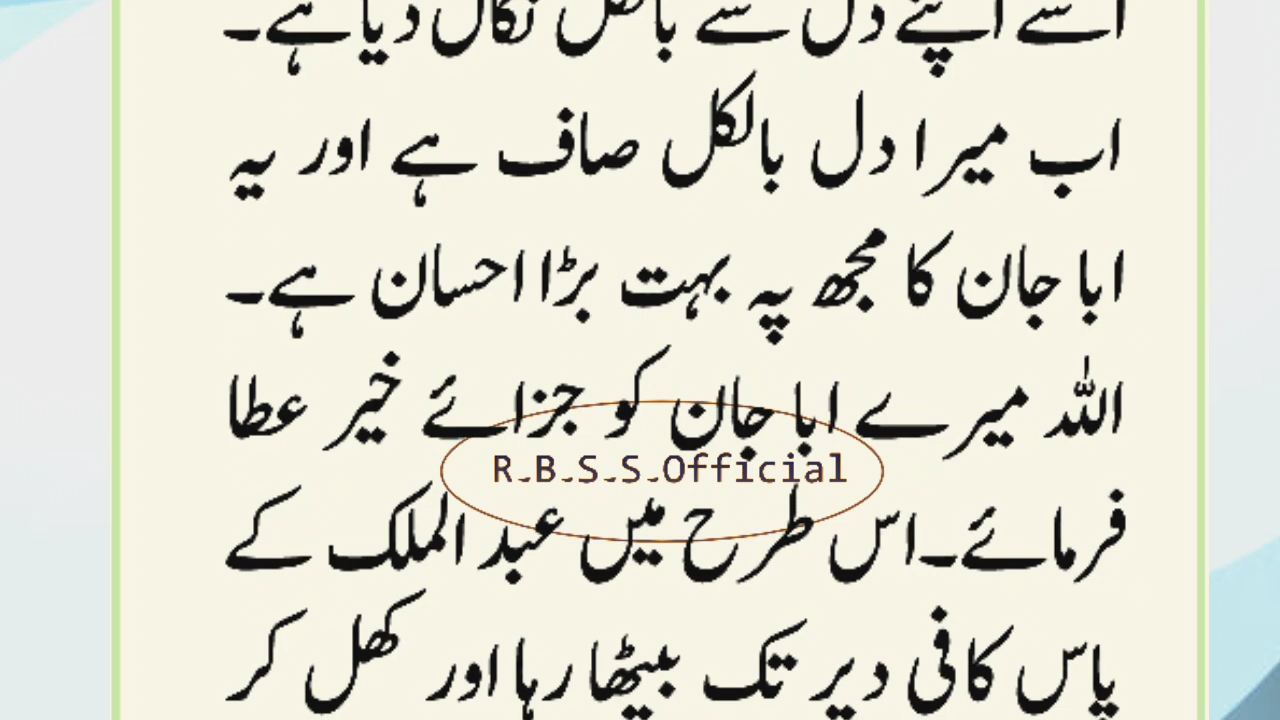 اسے اپنے دل سے بالکل نکال دیا ہے۔
اب میرا دل بالکل صاف ہے اور یہ
ابا جان کا مجھ پہ بہت بڑا احسان ہے۔
اللہ میرے ابا جان کو جزائے خیر عطا
R.B.S.S.Official
فرمائے۔اس طرح میں عبد الملک کے
پاس کافی دیر تک بیٹھا رہا اور کھل کر